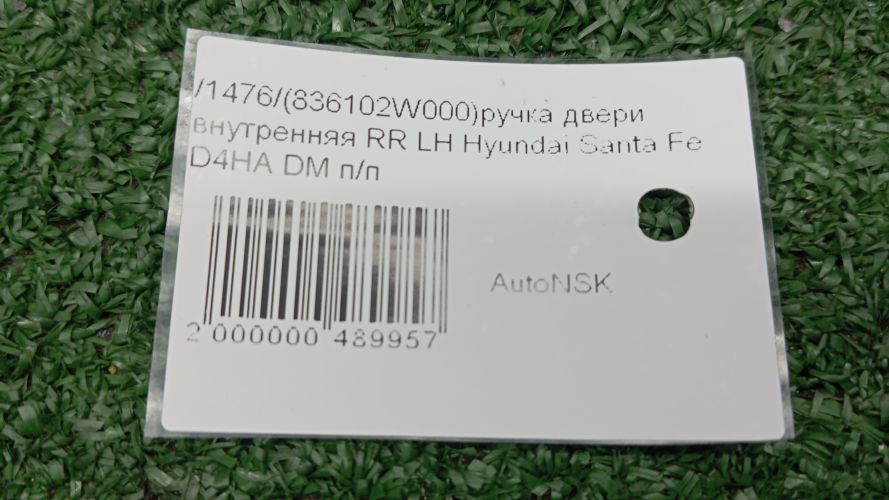 /1476/(836102W000)ручка двери
внутренняя RR LH Hyundai Santa Fe
D4HA DM п/п
AutoNSK
2 000000 489957